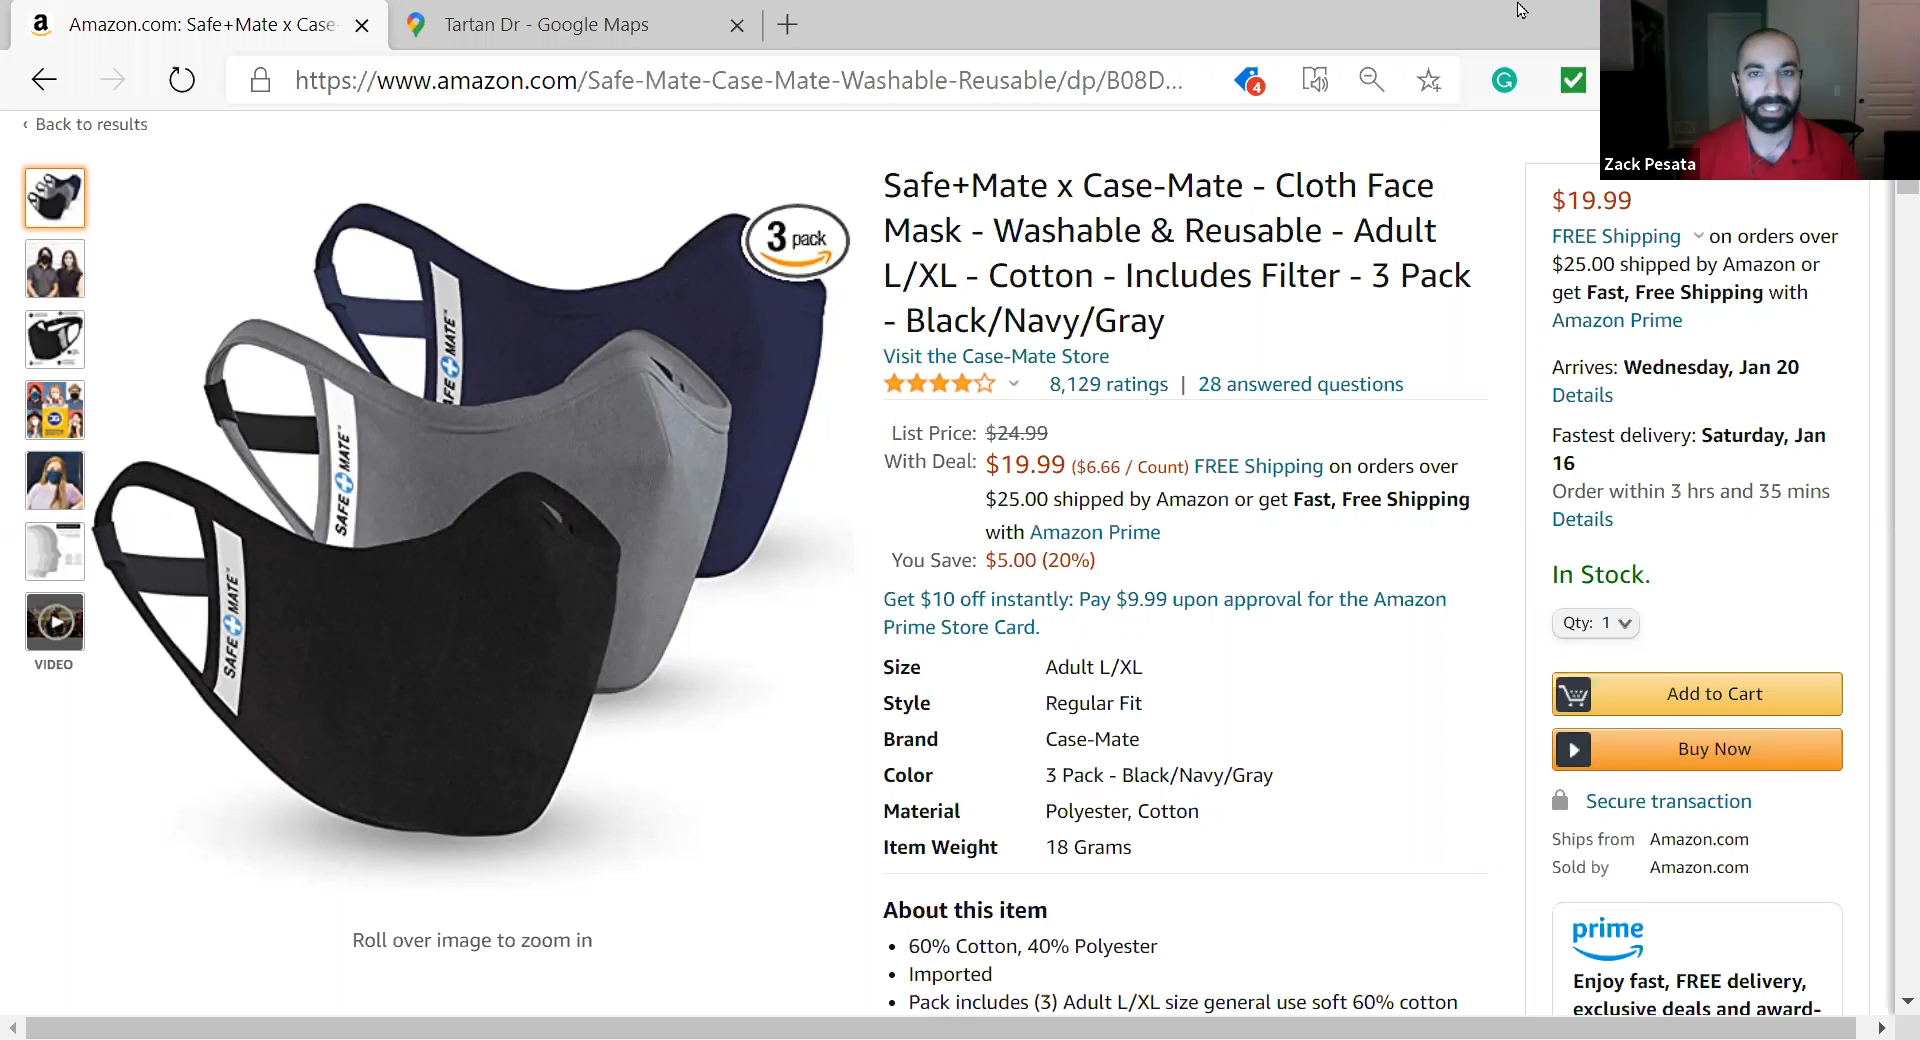 Amazon.com: Safe+Mate x Case-
Tartan Dr - Google Maps
https://www.amazon.com/Safe-Mate-Case-Mate-Washable-Reusable/dp/B08D...
4
Zack Pesata
‹ Back to results
3 pack
SAFE+MATE™
SAFE+MATE™
VIDEO
Roll over image to zoom in
Safe+Mate x Case-Mate - Cloth Face
Mask - Washable & Reusable - Adult
L/XL - Cotton - Includes Filter - 3 Pack
- Black/Navy/Gray
Visit the Case-Mate Store
8,129 ratings | 28 answered questions
List Price: $24.99
With Deal: $19.99 ($6.66 / Count) FREE Shipping on orders over
$25.00 shipped by Amazon or get Fast, Free Shipping
with Amazon Prime
You Save: $5.00 (20%)
Get $10 off instantly: Pay $9.99 upon approval for the Amazon
Prime Store Card.
Size Adult L/XL
Style Regular Fit
Brand Case-Mate
Color 3 Pack - Black/Navy/Gray
Material Polyester, Cotton
Item Weight 18 Grams
About this item
• 60% Cotton, 40% Polyester
• Imported
• Pack includes (3) Adult L/XL size general use soft 60% cotton
$19.99
FREE Shipping on orders over
$25.00 shipped by Amazon or
get Fast, Free Shipping with
Amazon Prime
Arrives: Wednesday, Jan 20
Details
Fastest delivery: Saturday, Jan
16
Order within 3 hrs and 35 mins
Details
In Stock.
Qty: 1
Add to Cart
Buy Now
Secure transaction
Ships from Amazon.com
Sold by Amazon.com
prime
Enjoy fast, FREE delivery,
exclusive deals and award-